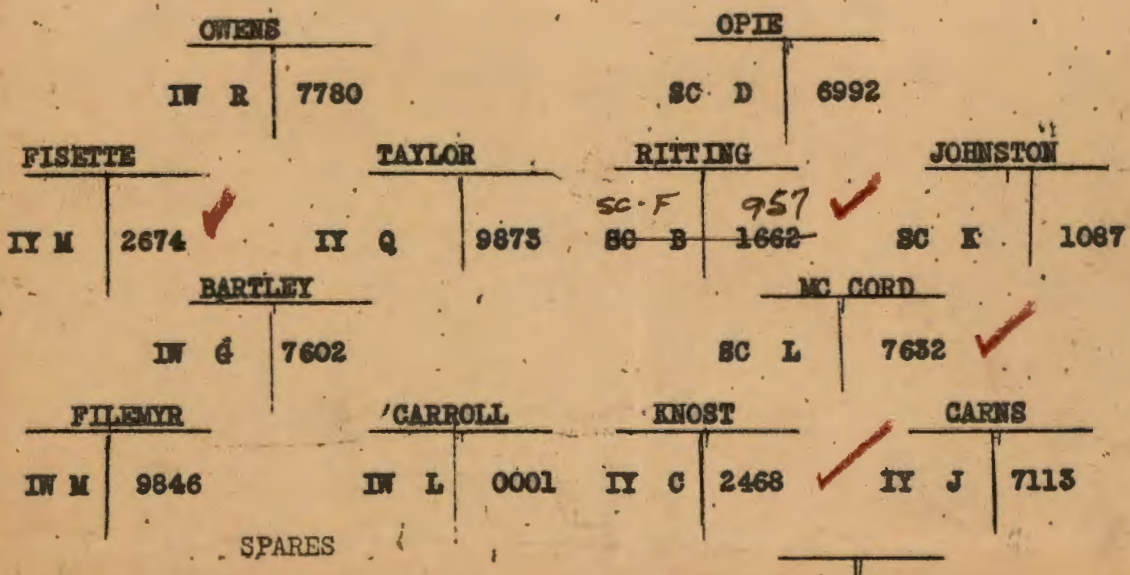 OWENS OPIE
IW R 7780 SC D 6992
FISETTE TAYLOR RITTING JOHNSTON
SC-F 957
IY M 2674 IY Q 9873 SC B 1662 SC K 1087
BARTLEY MC CORD
IW G 7602 SC L 7632
FILEMYR CARROLL KNOST CARNS
IW M 9846 IW L 0001 IY C 2468 IY J 7113
SPARES